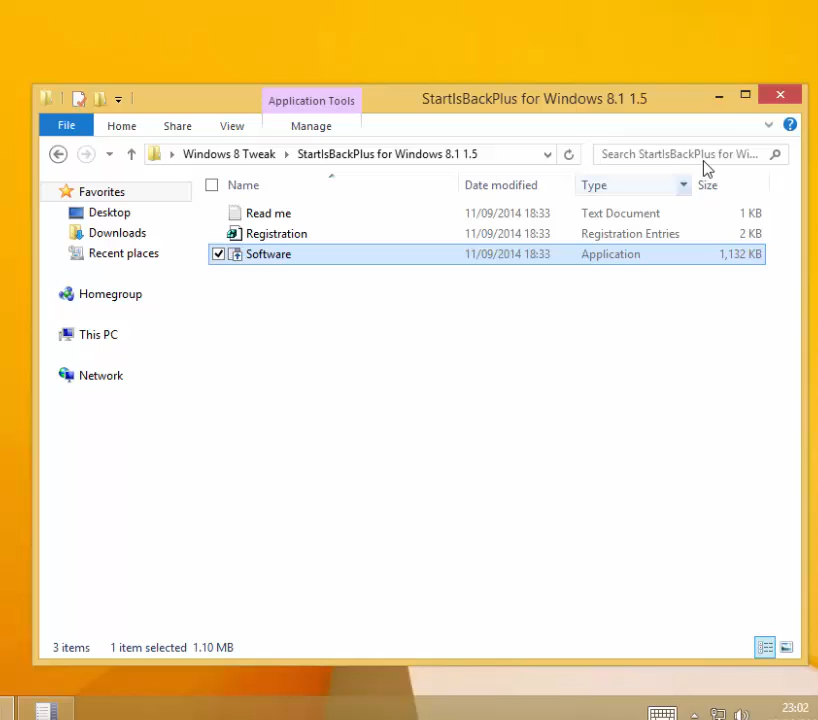 StartIsBackPlus for Windows 8.1 1.5
Application Tools
File Home Share View Manage
Windows 8 Tweak StartIsBackPlus for Windows 8.1 1.5
Search StartIsBackPlus for Wi...
Favorites
Desktop
Downloads
Recent places
Homegroup
This PC
Network
Name Date modified Type Size
Read me 11/09/2014 18:33 Text Document 1 KB
Registration 11/09/2014 18:33 Registration Entries 2 KB
Software 11/09/2014 18:33 Application 1,132 KB
3 items 1 item selected 1.10 MB
23:02